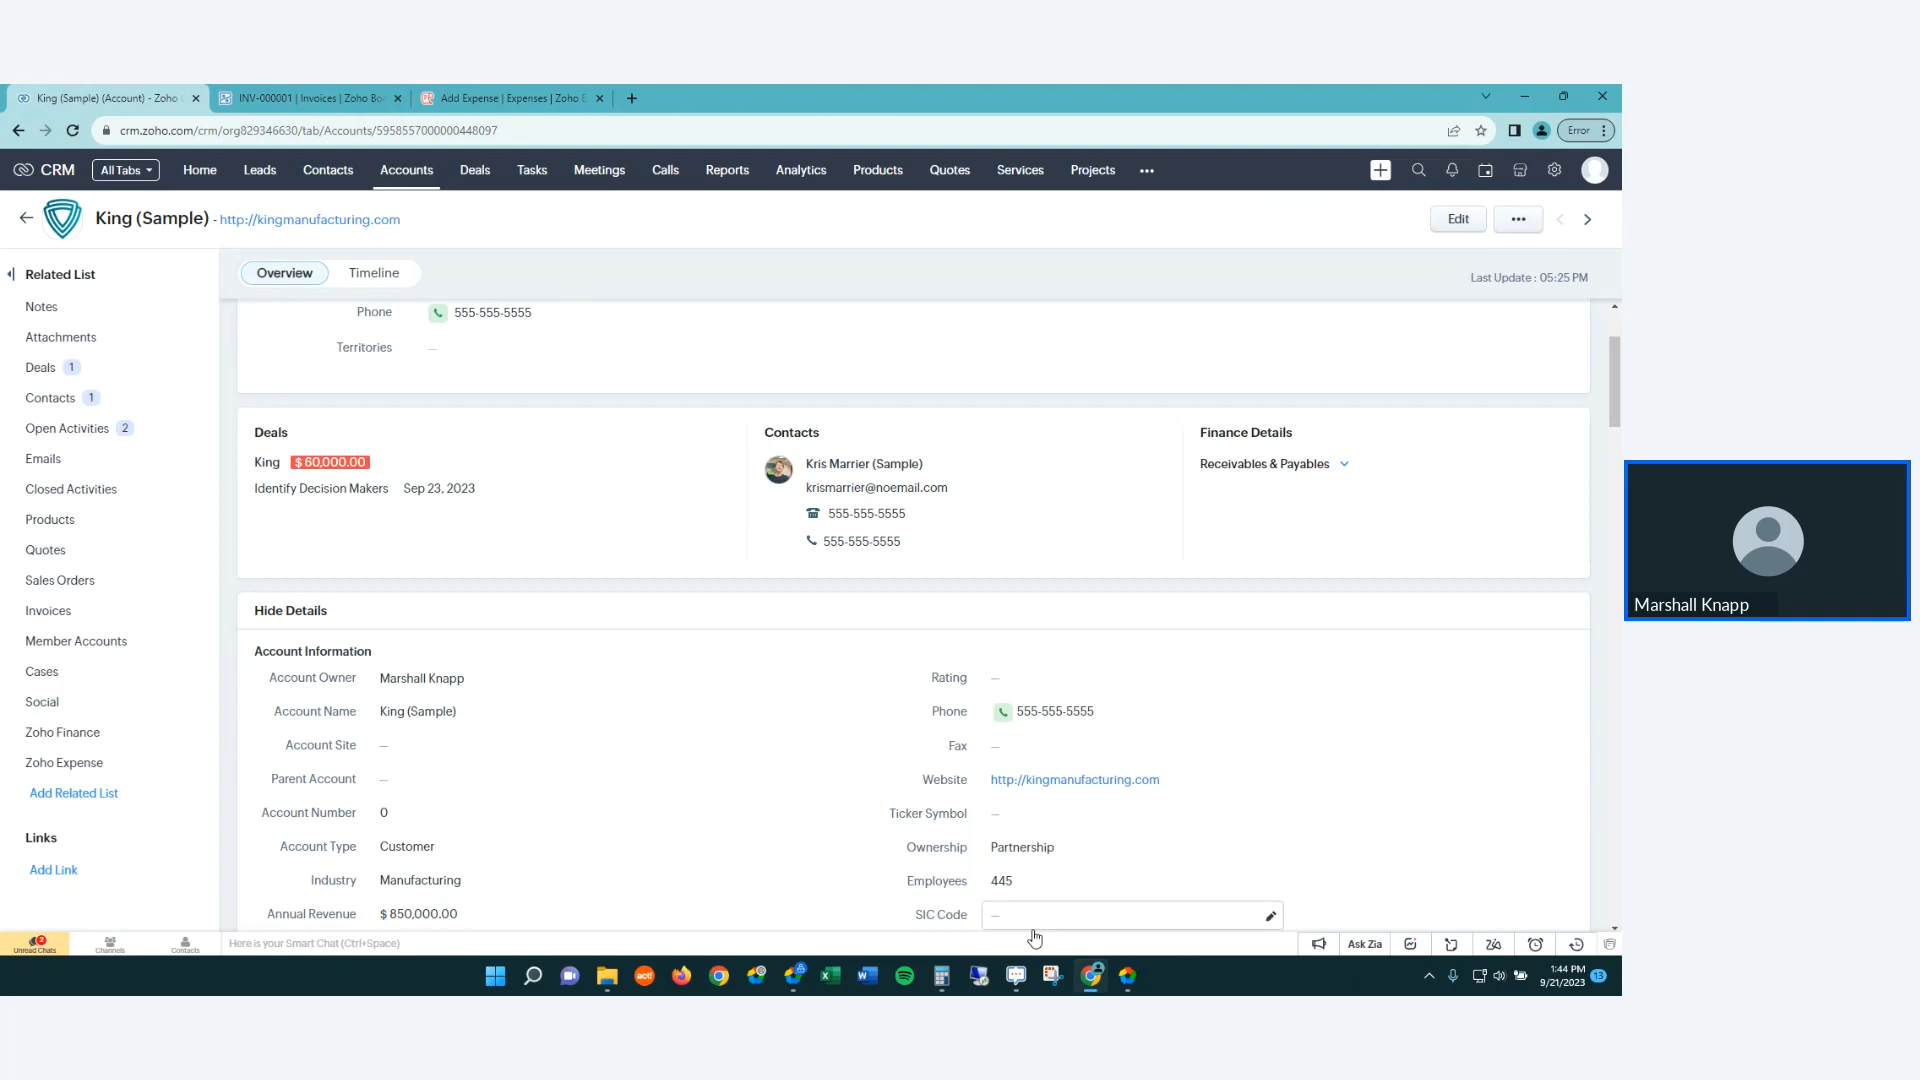 King (Sample) (Account) - Zoho
INV-000001 | Invoices | Zoho Bo
Add Expense | Expenses | Zoho E
crm.zoho.com/crm/org829346630/tab/Accounts/5958557000000448097
Error
CRM
All Tabs
Home
Leads
Contacts
Accounts
Deals
Tasks
Meetings
Calls
Reports
Analytics
Products
Quotes
Services
Projects
King (Sample) - http://kingmanufacturing.com
Edit
Related List
Notes
Attachments
Deals 1
Contacts 1
Open Activities 2
Emails
Closed Activities
Products
Quotes
Sales Orders
Invoices
Member Accounts
Cases
Social
Zoho Finance
Zoho Expense
Add Related List
Links
Add Link
Overview
Timeline
Last Update : 05:25 PM
Phone 555-555-5555
Territories —
Deals
King $ 60,000.00
Identify Decision Makers Sep 23, 2023
Contacts
Kris Marrier (Sample)
krismarrier@noemail.com
555-555-5555
555-555-5555
Finance Details
Receivables & Payables
Hide Details
Account Information
Account Owner Marshall Knapp
Account Name King (Sample)
Account Site —
Parent Account —
Account Number 0
Account Type Customer
Industry Manufacturing
Annual Revenue $ 850,000.00
Rating —
Phone 555-555-5555
Fax —
Website http://kingmanufacturing.com
Ticker Symbol —
Ownership Partnership
Employees 445
SIC Code —
2
Unread Chats
Channels
Contacts
Here is your Smart Chat (Ctrl+Space)
Ask Zia
act!
1:44 PM
9/21/2023
13
Marshall Knapp